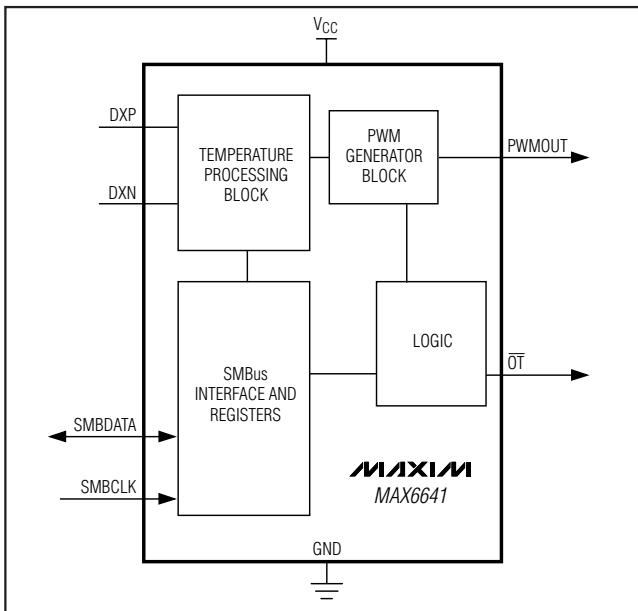 VCC
DXP
DXN
TEMPERATURE
PROCESSING
BLOCK
PWM
GENERATOR
BLOCK
PWMOUT
SMBus
INTERFACE AND
REGISTERS
LOGIC
OT
SMBDATA
SMBCLK
MAXIM
MAX6641
GND